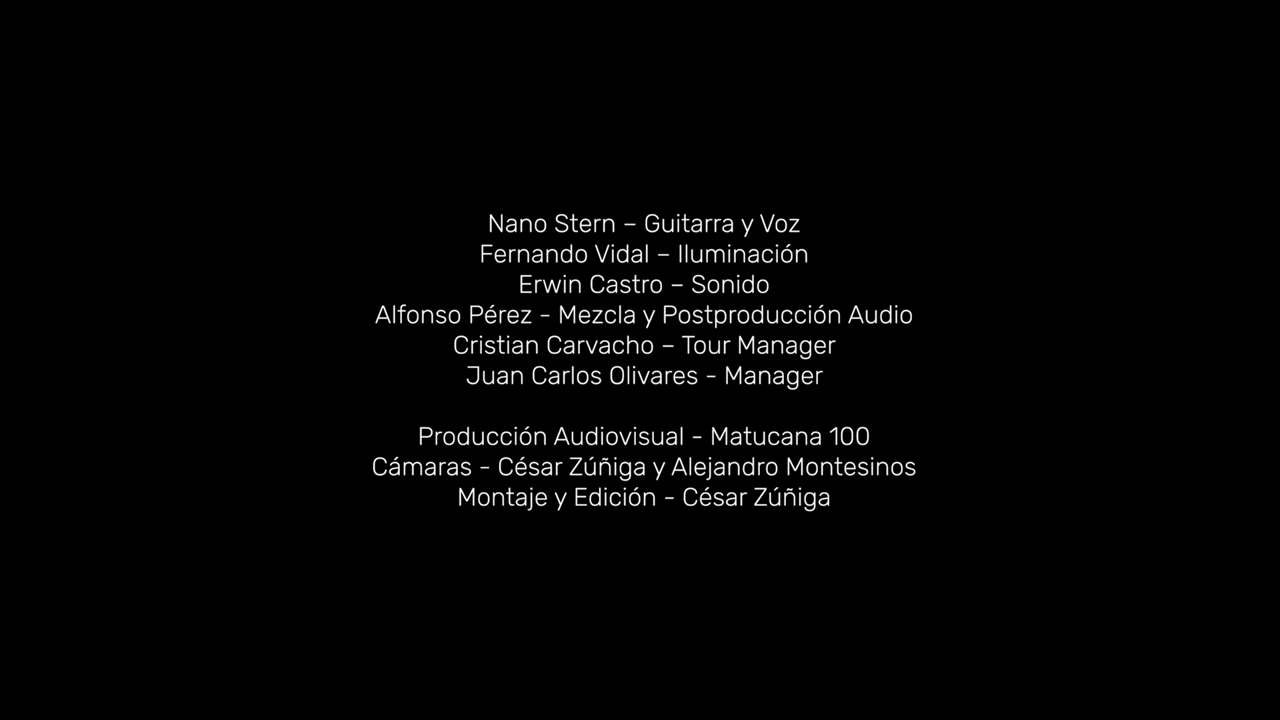 Nano Stern – Guitarra y Voz
Fernando Vidal – Iluminación
Erwin Castro – Sonido
Alfonso Pérez - Mezcla y Postproducción Audio
Cristian Carvacho – Tour Manager
Juan Carlos Olivares - Manager
Producción Audiovisual - Matucana 100
Cámaras - César Zúñiga y Alejandro Montesinos
Montaje y Edición - César Zúñiga